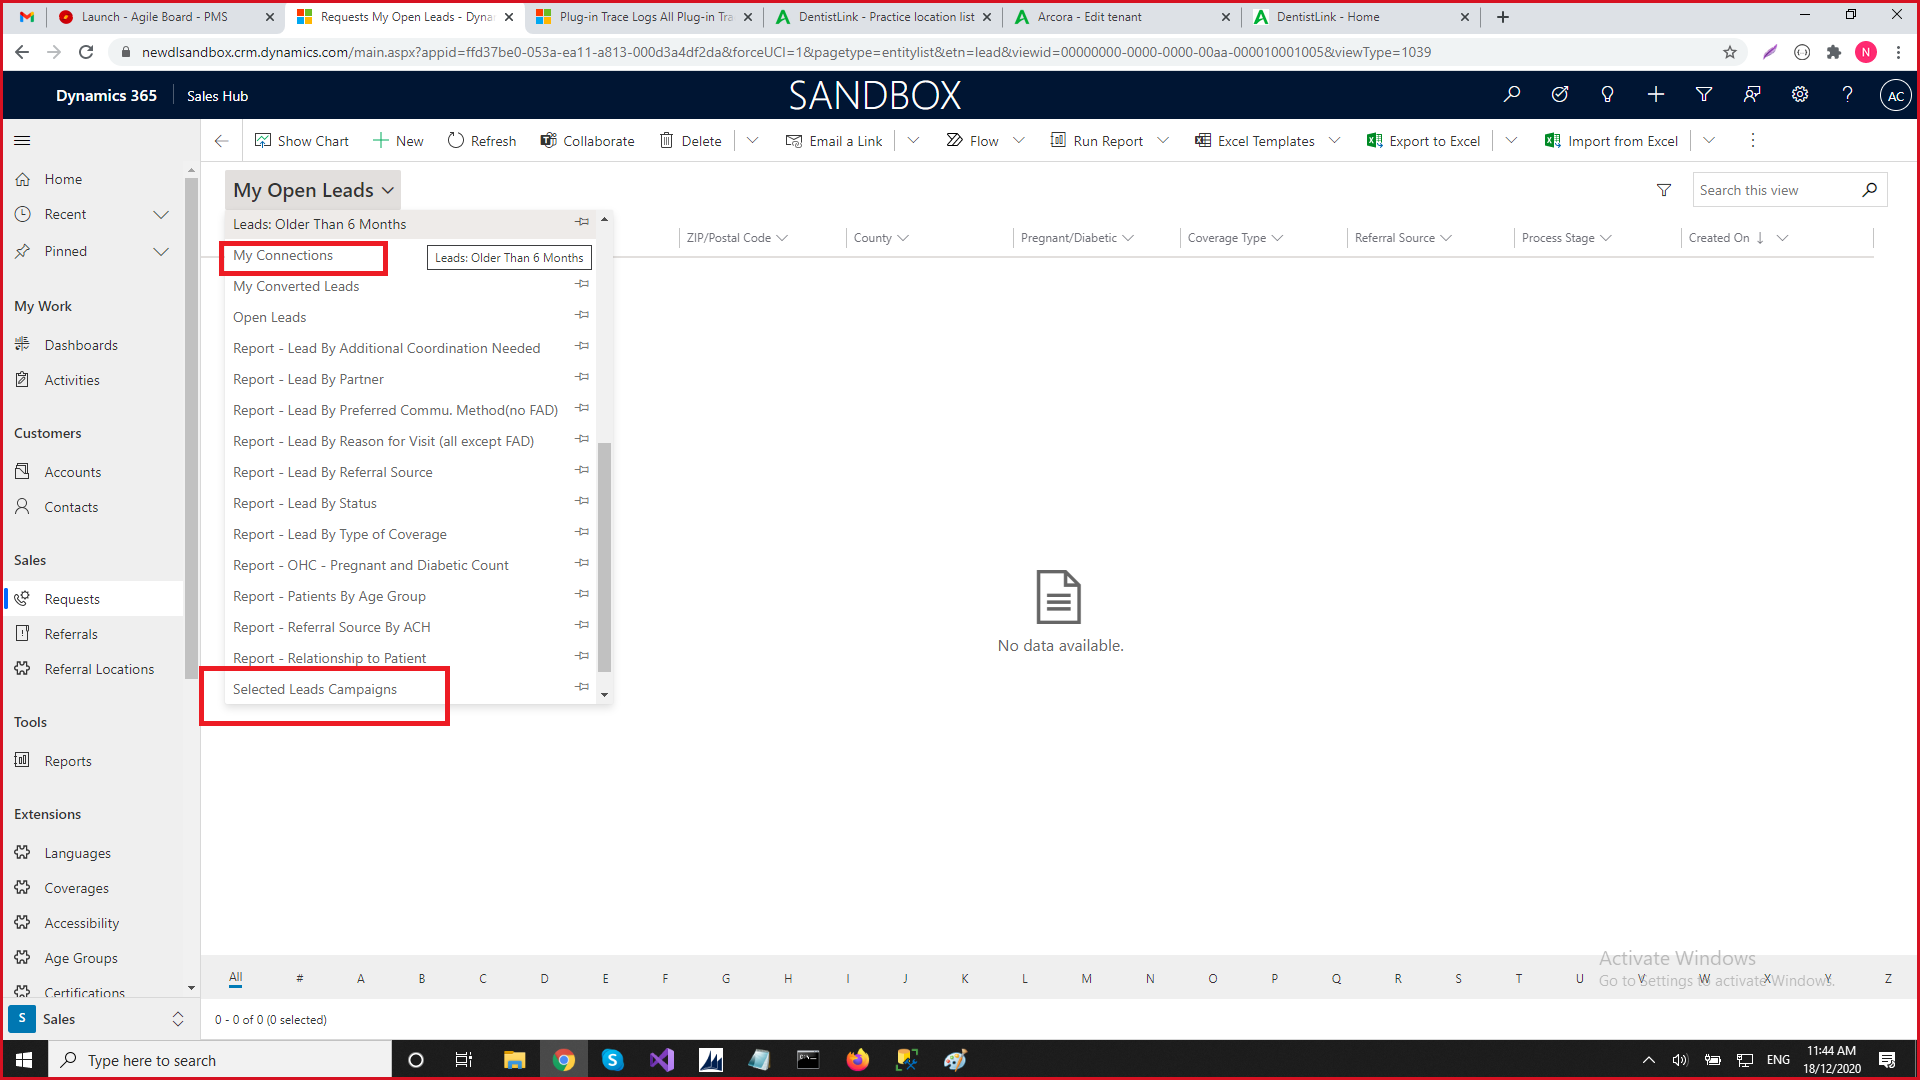 Launch - Agile Board - PMS
Requests My Open Leads - Dyna
Plug-in Trace Logs All Plug-in Tra
DentistLink - Practice location list
Arcora - Edit tenant
DentistLink - Home
newdlsandbox.crm.dynamics.com/main.aspx?appid=ffd37be0-053a-ea11-a813-000d3a4df2da&forceUCI=1&pagetype=entitylist&etn=lead&viewid=00000000-0000-0000-00aa-000010001005&viewType=1039
N
Dynamics 365
Sales Hub
SANDBOX
AC
Show Chart
New
Refresh
Collaborate
Delete
Email a Link
Flow
Run Report
Excel Templates
Export to Excel
Import from Excel
Home
Recent
Pinned
My Work
Dashboards
Activities
Customers
Accounts
Contacts
Sales
Requests
Referrals
Referral Locations
Tools
Reports
Extensions
Languages
Coverages
Accessibility
Age Groups
Certifications
S
Sales
My Open Leads
Search this view
Leads: Older Than 6 Months
My Connections
Leads: Older Than 6 Months
My Converted Leads
Open Leads
Report - Lead By Additional Coordination Needed
Report - Lead By Partner
Report - Lead By Preferred Commu. Method(no FAD)
Report - Lead By Reason for Visit (all except FAD)
Report - Lead By Referral Source
Report - Lead By Status
Report - Lead By Type of Coverage
Report - OHC - Pregnant and Diabetic Count
Report - Patients By Age Group
Report - Referral Source By ACH
Report - Relationship to Patient
Selected Leads Campaigns
ZIP/Postal Code
County
Pregnant/Diabetic
Coverage Type
Referral Source
Process Stage
Created On
No data available.
Activate Windows
Go to Settings to activate Windows.
All # A B C D E F G H I J K L M N O P Q R S T U V W X Y Z
0 - 0 of 0 (0 selected)
Type here to search
ENG
11:44 AM
18/12/2020